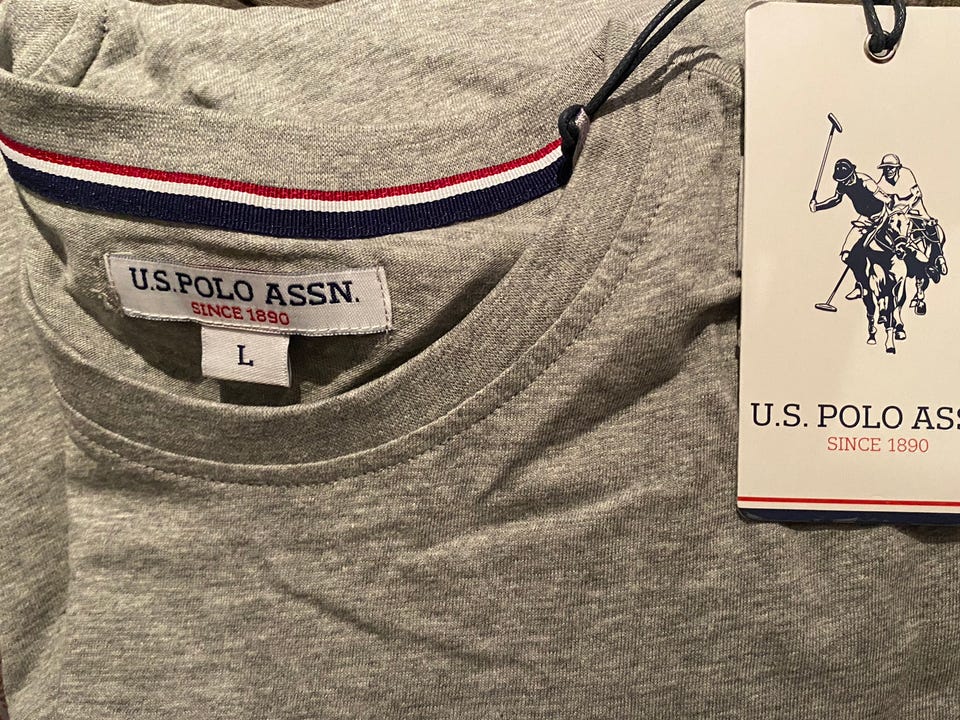 U.S. POLO ASSN.
SINCE 1890
L
U.S. POLO ASS
SINCE 1890